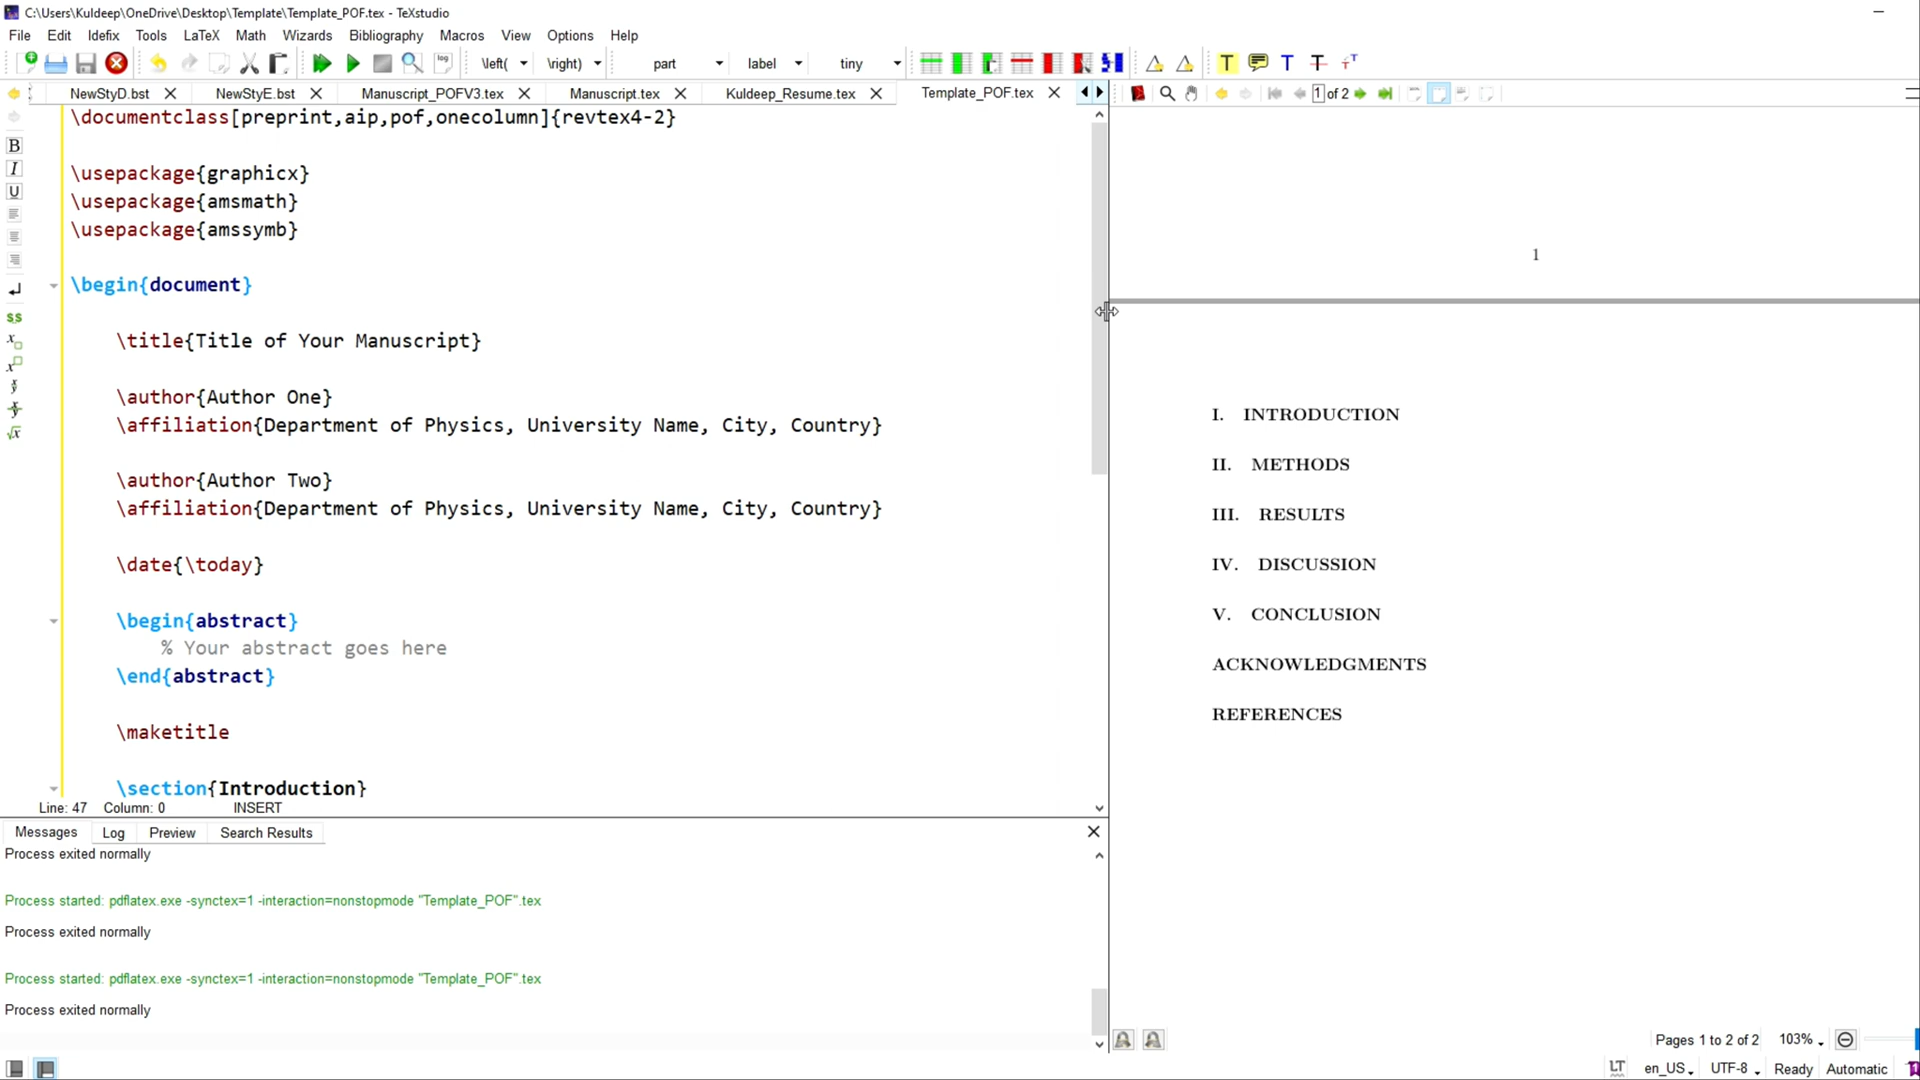 C:\Users\Kuldeep\OneDrive\Desktop\Template\Template_POF.tex - TeXstudio
File Edit Idefix Tools LaTeX Math Wizards Bibliography Macros View Options Help
\left( \right) part label tiny
NewStyD.bst NewStyE.bst Manuscript_POFV3.tex Manuscript.tex Kuldeep_Resume.tex Template_POF.tex
1 of 2
\documentclass[preprint,aip,pof,onecolumn]{revtex4-2}
\usepackage{graphicx}
\usepackage{amsmath}
\usepackage{amssymb}
\begin{document}
\title{Title of Your Manuscript}
\author{Author One}
\affiliation{Department of Physics, University Name, City, Country}
\author{Author Two}
\affiliation{Department of Physics, University Name, City, Country}
\date{\today}
\begin{abstract}
% Your abstract goes here
\end{abstract}
\maketitle
\section{Introduction}
Line: 47 Column: 0 INSERT
Messages Log Preview Search Results
Process exited normally
Process started: pdflatex.exe -synctex=1 -interaction=nonstopmode "Template_POF".tex
Process exited normally
Process started: pdflatex.exe -synctex=1 -interaction=nonstopmode "Template_POF".tex
Process exited normally
1
I. INTRODUCTION
II. METHODS
III. RESULTS
IV. DISCUSSION
V. CONCLUSION
ACKNOWLEDGMENTS
REFERENCES
Pages 1 to 2 of 2 103%
LT en_US UTF-8 Ready Automatic